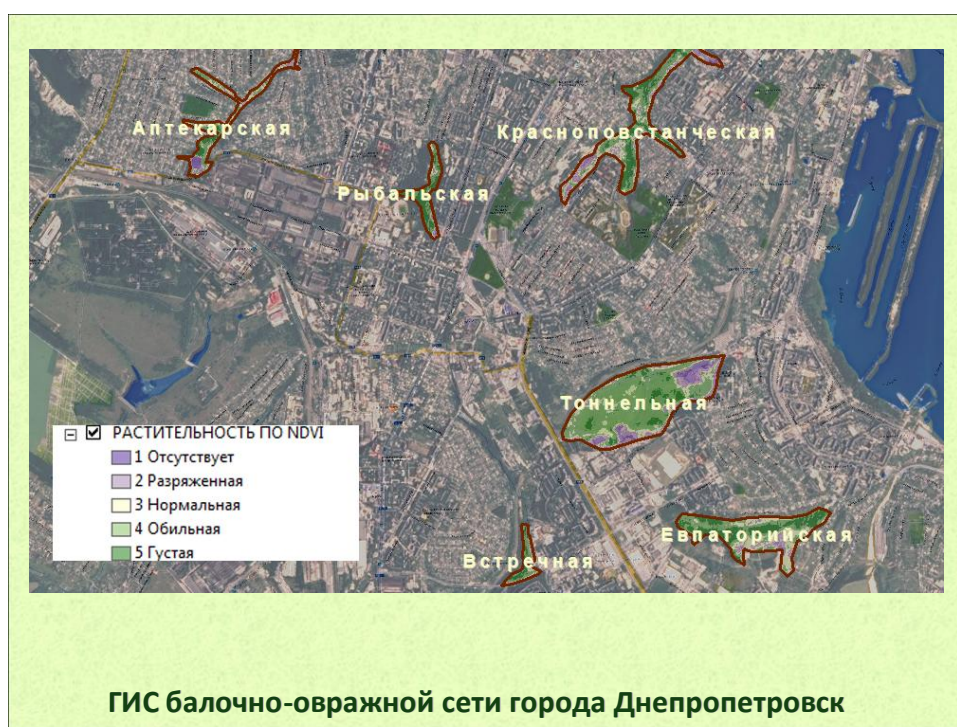 Аптекарская
Красноповстанческая
Рыбальская
Тоннельная
РАСТИТЕЛЬНОСТЬ ПО NDVI
1 Отсутствует
2 Разряженная
3 Нормальная
4 Обильная
5 Густая
Встречная
Евпаторийская
ГИС балочно-овражной сети города Днепропетровск